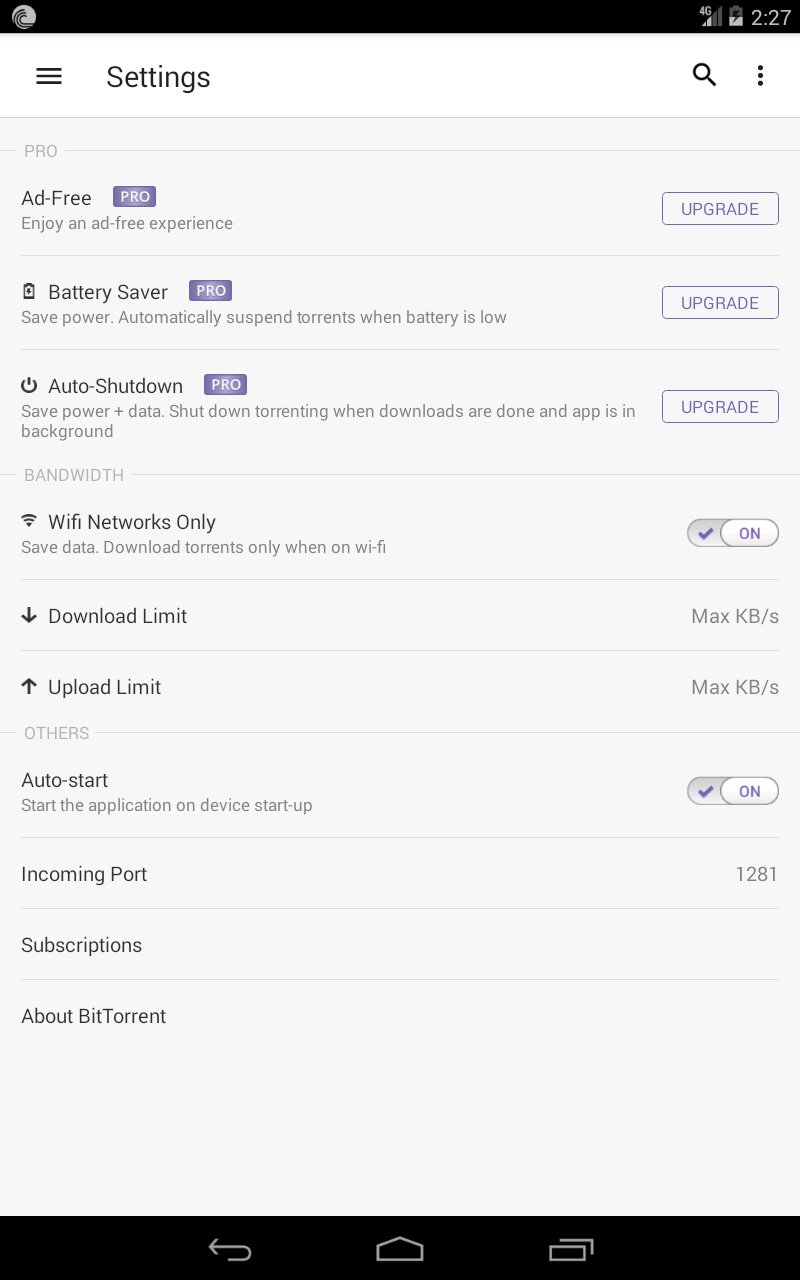 4G 2:27
Settings
PRO
Ad-Free PRO
Enjoy an ad-free experience
UPGRADE
Battery Saver PRO
Save power. Automatically suspend torrents when battery is low
UPGRADE
Auto-Shutdown PRO
Save power + data. Shut down torrenting when downloads are done and app is in
background
UPGRADE
BANDWIDTH
Wifi Networks Only
Save data. Download torrents only when on wi-fi
ON
Download Limit Max KB/s
Upload Limit Max KB/s
OTHERS
Auto-start
Start the application on device start-up
ON
Incoming Port 1281
Subscriptions
About BitTorrent